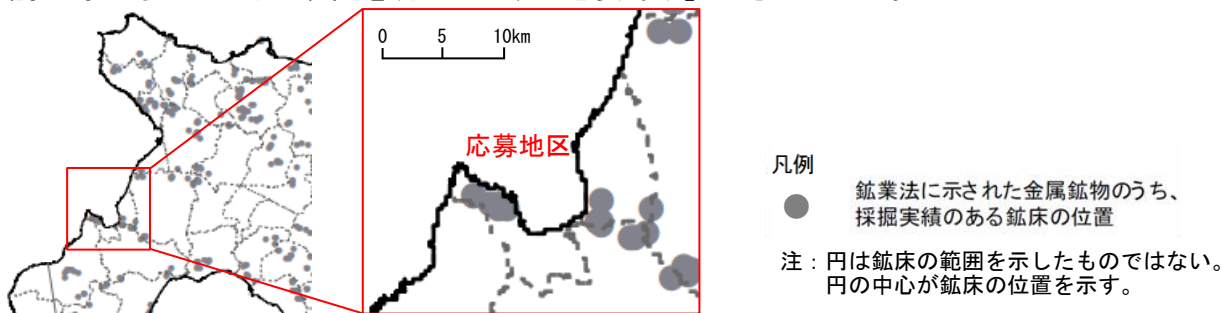 0 5 10km
応募地区
凡例
鉱業法に示された金属鉱物のうち、
採掘実績のある鉱床の位置
注：円は鉱床の範囲を示したものではない。
円の中心が鉱床の位置を示す。